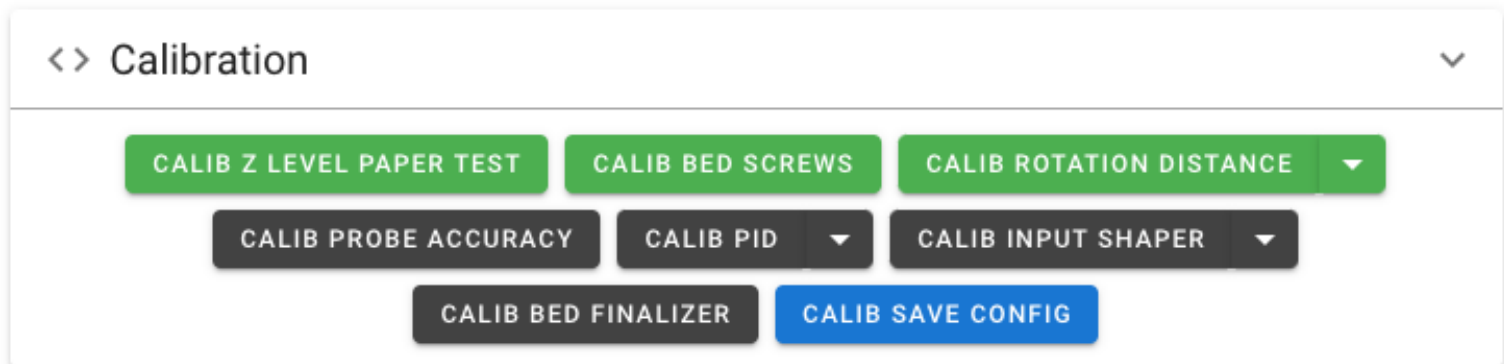 Calibration
CALIB Z LEVEL PAPER TEST CALIB BED SCREWS CALIB ROTATION DISTANCE
CALIB PROBE ACCURACY CALIB PID CALIB INPUT SHAPER
CALIB BED FINALIZER CALIB SAVE CONFIG